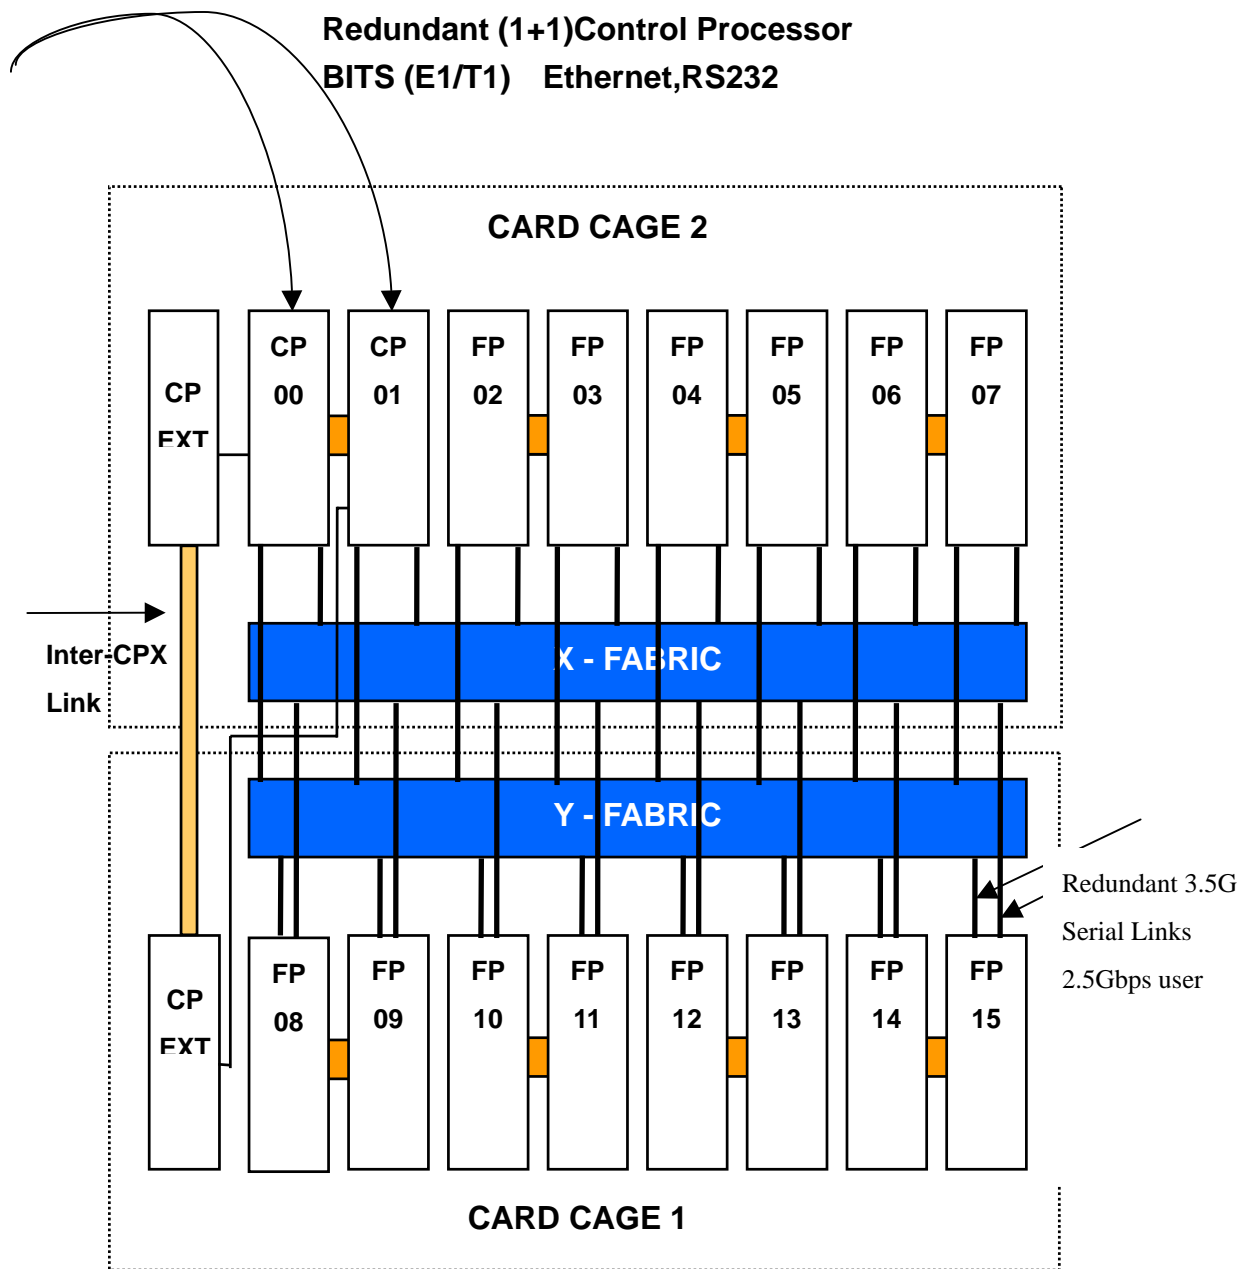 Redundant (1+1)Control Processor
BITS (E1/T1) Ethernet,RS232
CARD CAGE 2
CP
EXT
CP
00
CP
01
FP
02
FP
03
FP
04
FP
05
FP
06
FP
07
Inter-CPX
Link
X - FABRIC
Y - FABRIC
Redundant 3.5G
Serial Links
2.5Gbps user
CP
EXT
FP
08
FP
09
FP
10
FP
11
FP
12
FP
13
FP
14
FP
15
CARD CAGE 1